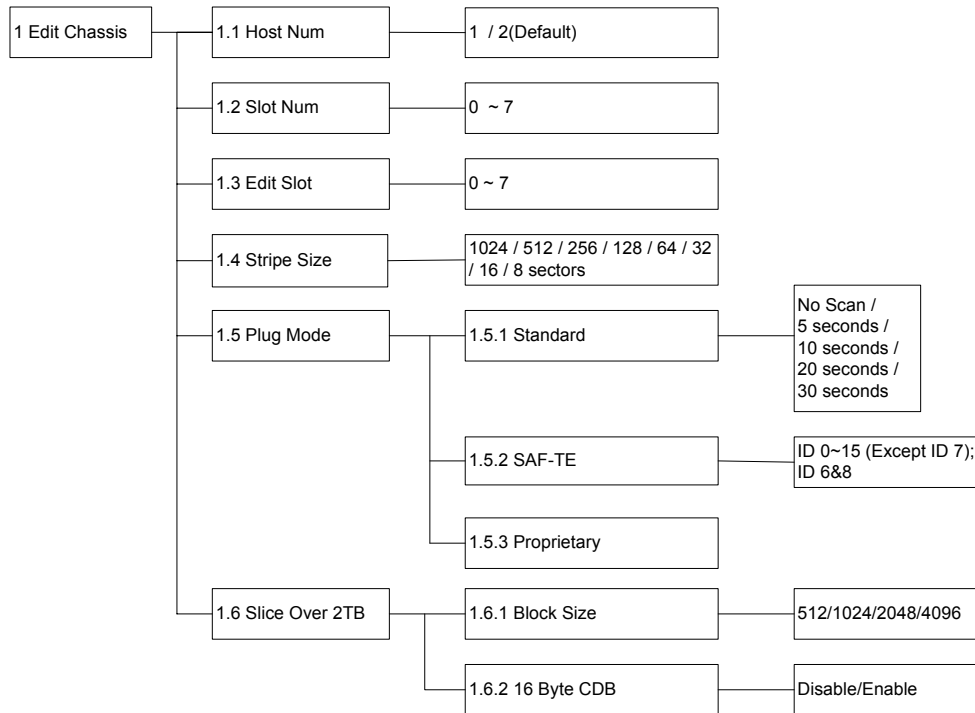 1 Edit Chassis
1.1 Host Num
1 / 2(Default)
1.2 Slot Num
0 ~ 7
1.3 Edit Slot
0 ~ 7
1.4 Stripe Size
1024 / 512 / 256 / 128 / 64 / 32
/ 16 / 8 sectors
1.5 Plug Mode
1.5.1 Standard
No Scan /
5 seconds /
10 seconds /
20 seconds /
30 seconds
1.5.2 SAF-TE
ID 0~15 (Except ID 7);
ID 6&8
1.5.3 Proprietary
1.6 Slice Over 2TB
1.6.1 Block Size
512/1024/2048/4096
1.6.2 16 Byte CDB
Disable/Enable